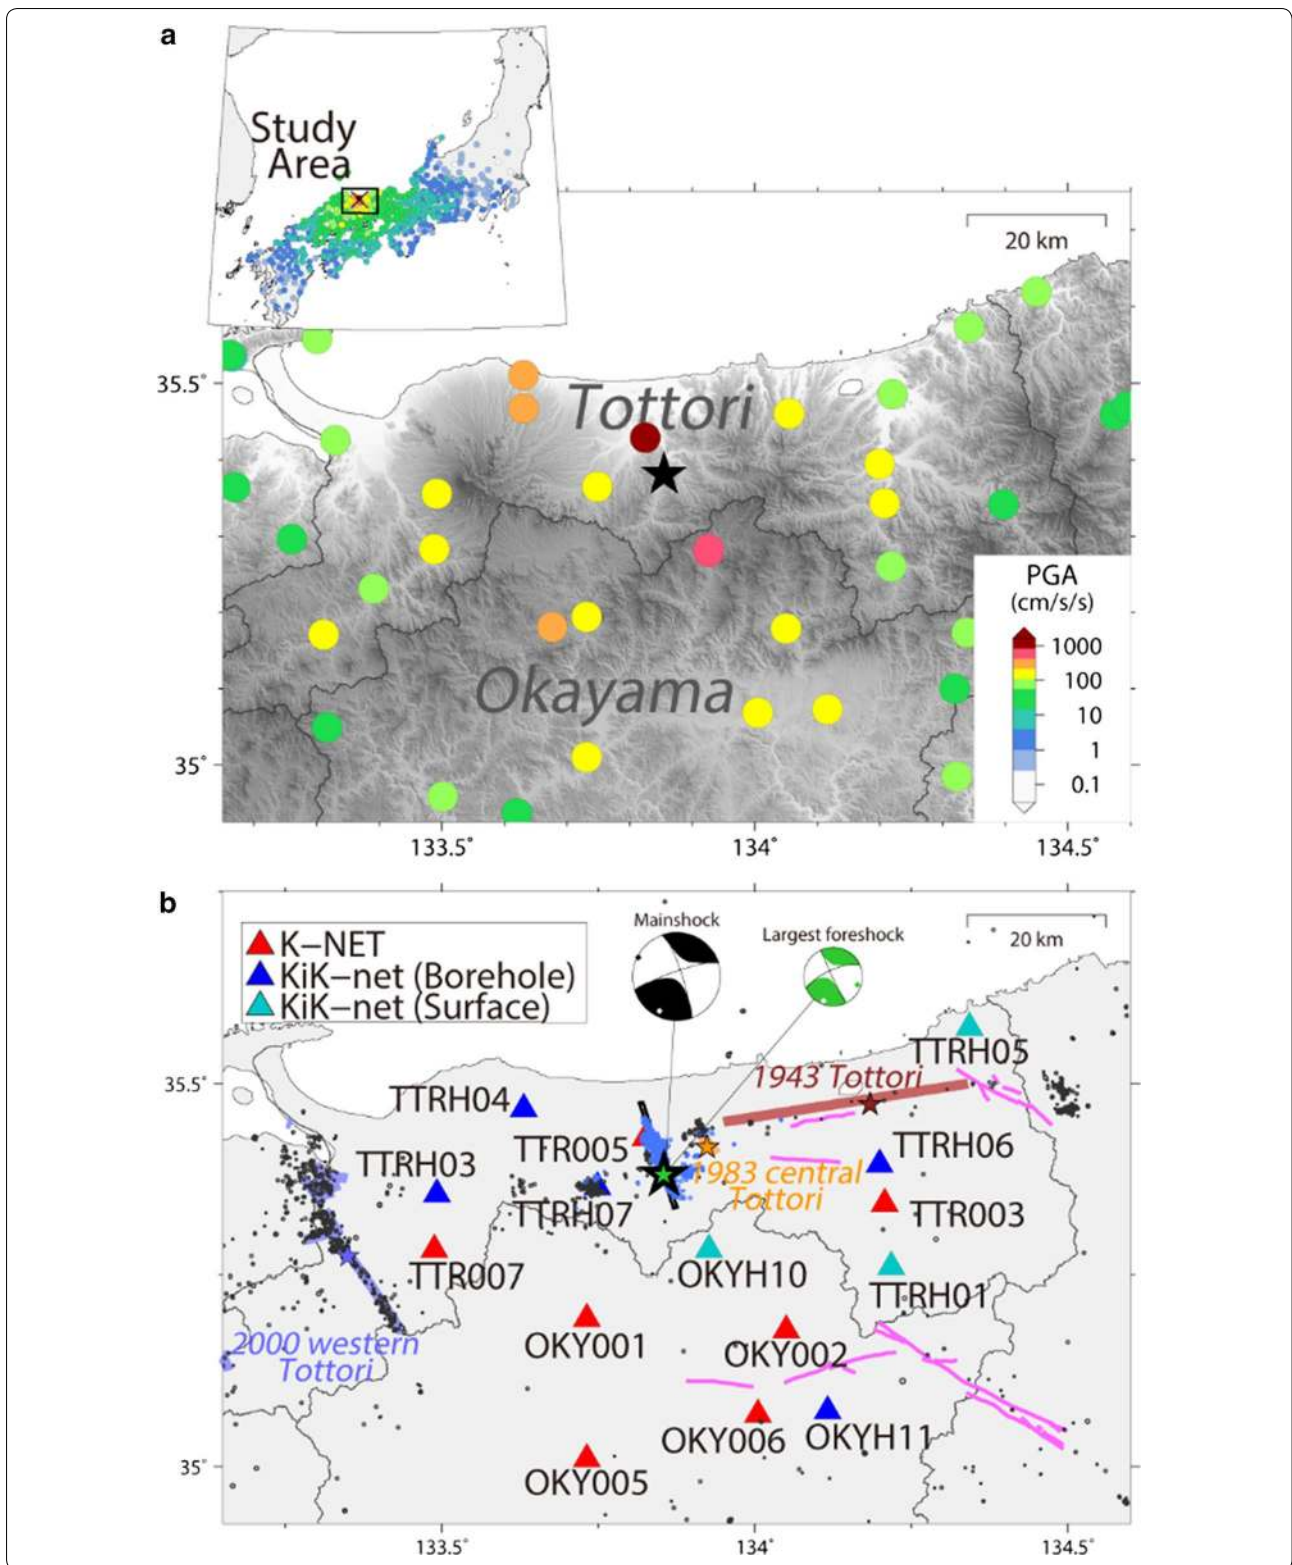 a
Study
Area
20 km
35.5°
Tottori
PGA
(cm/s/s)
1000
100
10
1
0.1
Okayama
35°
133.5°
134°
134.5°
b
K-NET
KiK-net (Borehole)
KiK-net (Surface)
Mainshock
Largest foreshock
20 km
TTRH05
1943 Tottori
35.5°
TTRH04
TTR005
TTRH06
TTRH03
1983 central
Tottori
TTRH07
TTR003
OKYH10
TTR007
TTRH01
2000 western
Tottori
OKY001
OKY002
OKY006
OKYH11
35°
OKY005
133.5°
134°
134.5°